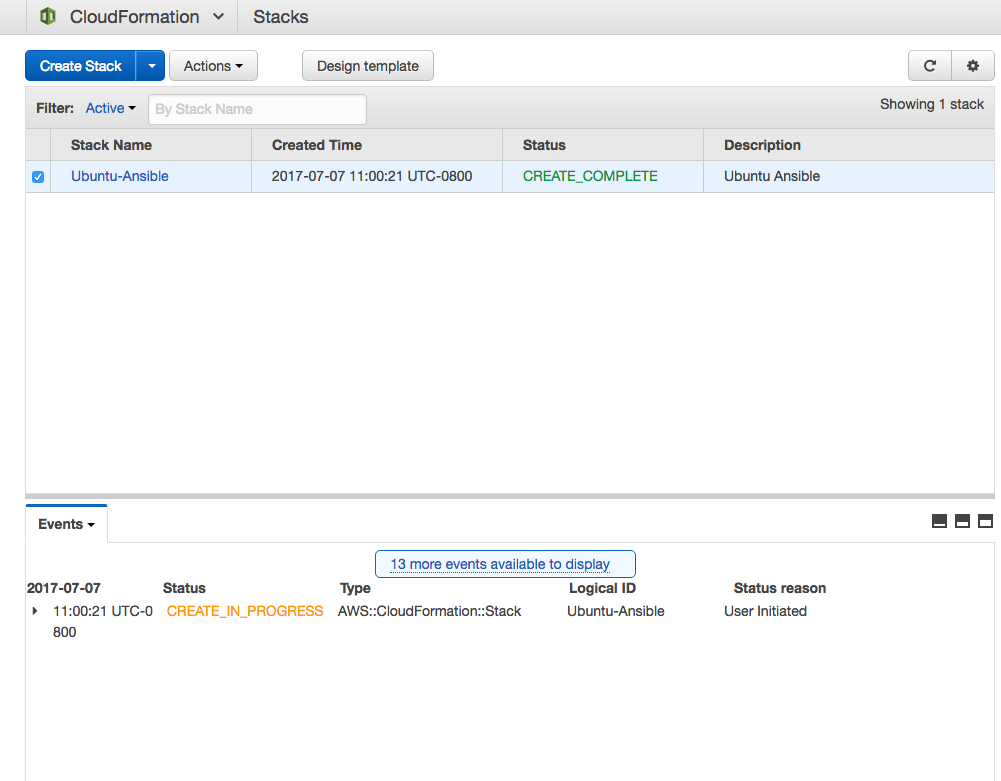 CloudFormation Stacks
Create Stack Actions Design template
Filter: Active By Stack Name Showing 1 stack
Stack Name Created Time Status Description
Ubuntu-Ansible 2017-07-07 11:00:21 UTC-0800 CREATE_COMPLETE Ubuntu Ansible
Events
13 more events available to display
2017-07-07 Status Type Logical ID Status reason
11:00:21 UTC-0 CREATE_IN_PROGRESS AWS::CloudFormation::Stack Ubuntu-Ansible User Initiated
800